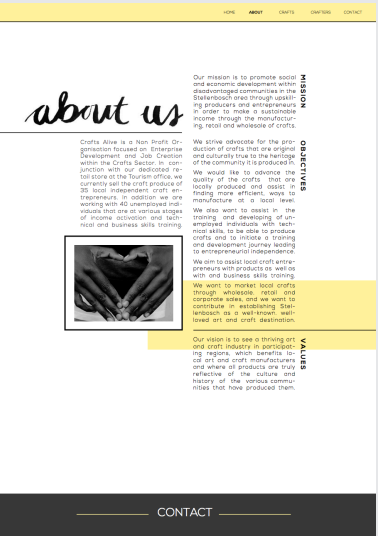 HOME ABOUT CRAFTS CRAFTERS CONTACT
about us
Crafts Alive is a Non Profit Or-
ganisation focused on Enterprise
Development and Job Creation
within the Crafts Sector. In con-
junction with our dedicated re-
tail store at the Tourism office, we
currently sell the craft produce of
35 local independent craft en-
trepreneurs. In addition we are
working with 40 unemployed indi-
viduals that are at various stages
of income activation and tech-
nical and business skills training.
MISSION
Our mission is to promote social
and economic development within
disadvantaged communities in the
Stellenbosch area through upskill-
ing producers and entrepreneurs
in order to make a sustainable
income through the manufactur-
ing, retail and wholesale of crafts.
OBJECTIVES
We strive advocate for the pro-
duction of crafts that are original
and culturally true to the heritage
of the community it is produced in.
We would like to advance the
quality of the crafts that are
locally produced and assist in
finding more efficient, ways to
manufacture at a local level.
We also want to assist in the
training and developing of un-
employed individuals with tech-
nical skills, to be able to produce
crafts and to initiate a training
and development journey leading
to entrepreneurial independence.
We aim to assist local craft entre-
preneurs with products as well as
with and business skills training.
We want to market local crafts
through wholesale, retail and
corporate sales, and we want to
contribute in establishing Stel-
lenbosch as a well-known, well-
loved art and craft destination.
VALUES
Our vision is to see a thriving art
and craft industry in participat-
ing regions, which benefits lo-
cal art and craft manufacturers
and where all products are truly
reflective of the culture and
history of the various commu-
nities that have produced them.
CONTACT